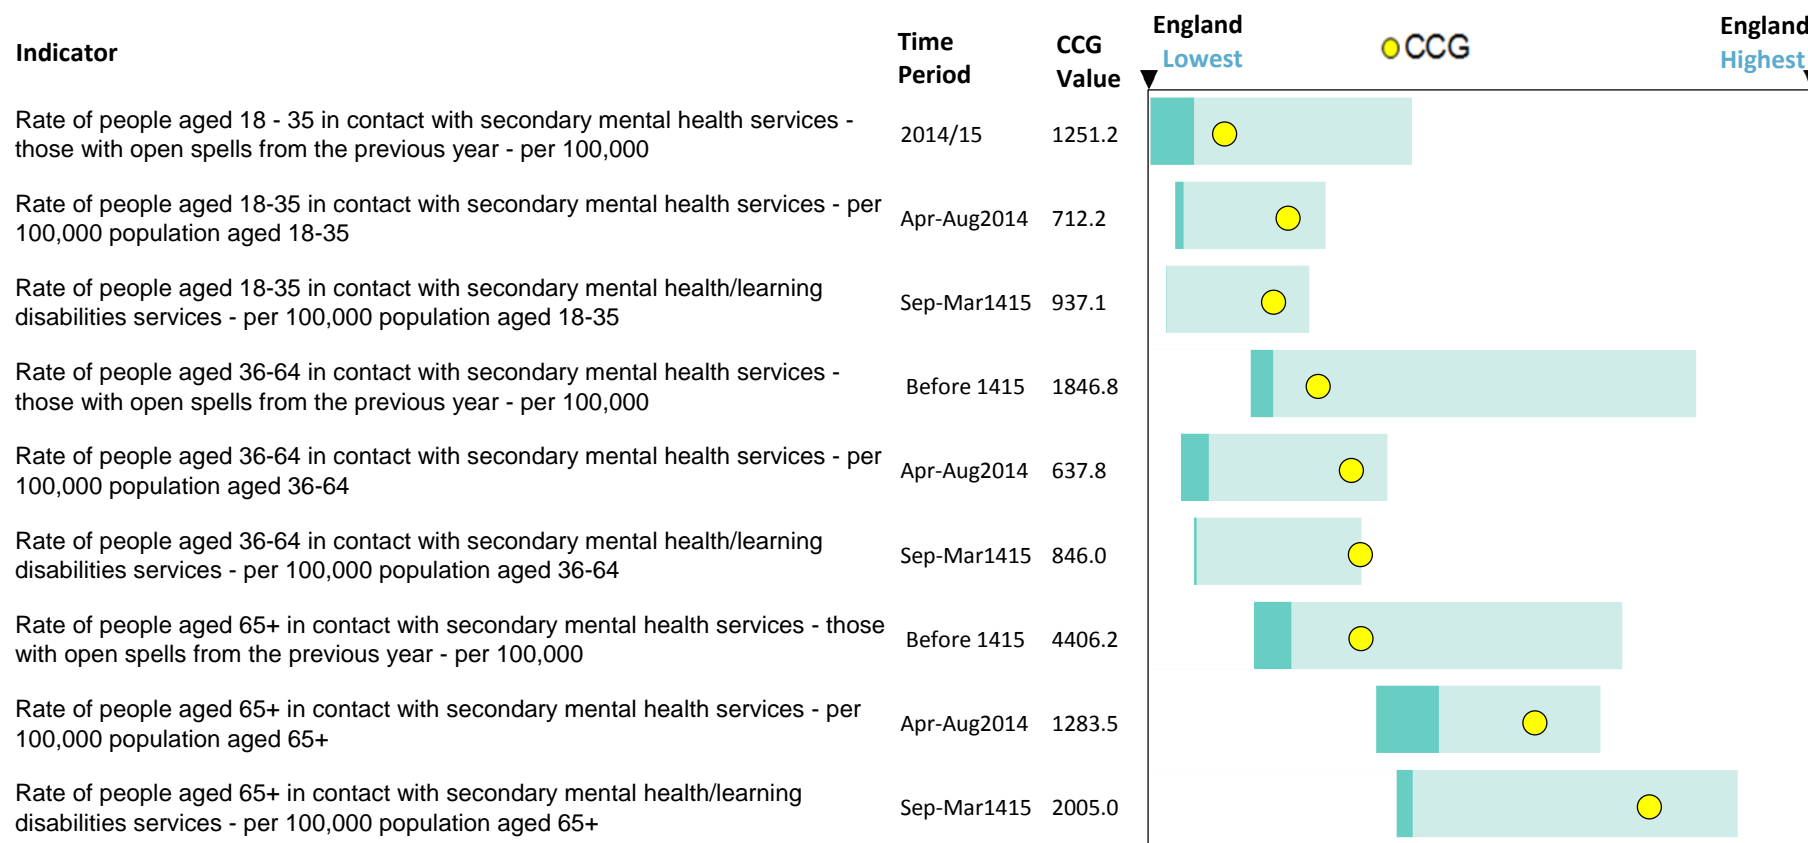 Indicator
Time Period
CCG Value
England Lowest
CCG
England Highest
Rate of people aged 18 - 35 in contact with secondary mental health services -
those with open spells from the previous year - per 100,000
2014/15 1251.2
Rate of people aged 18-35 in contact with secondary mental health services - per
100,000 population aged 18-35
Apr-Aug2014 712.2
Rate of people aged 18-35 in contact with secondary mental health/learning
disabilities services - per 100,000 population aged 18-35
Sep-Mar1415 937.1
Rate of people aged 36-64 in contact with secondary mental health services -
those with open spells from the previous year - per 100,000
Before 1415 1846.8
Rate of people aged 36-64 in contact with secondary mental health services - per
100,000 population aged 36-64
Apr-Aug2014 637.8
Rate of people aged 36-64 in contact with secondary mental health/learning
disabilities services - per 100,000 population aged 36-64
Sep-Mar1415 846.0
Rate of people aged 65+ in contact with secondary mental health services - those
with open spells from the previous year - per 100,000
Before 1415 4406.2
Rate of people aged 65+ in contact with secondary mental health services - per
100,000 population aged 65+
Apr-Aug2014 1283.5
Rate of people aged 65+ in contact with secondary mental health/learning
disabilities services - per 100,000 population aged 65+
Sep-Mar1415 2005.0